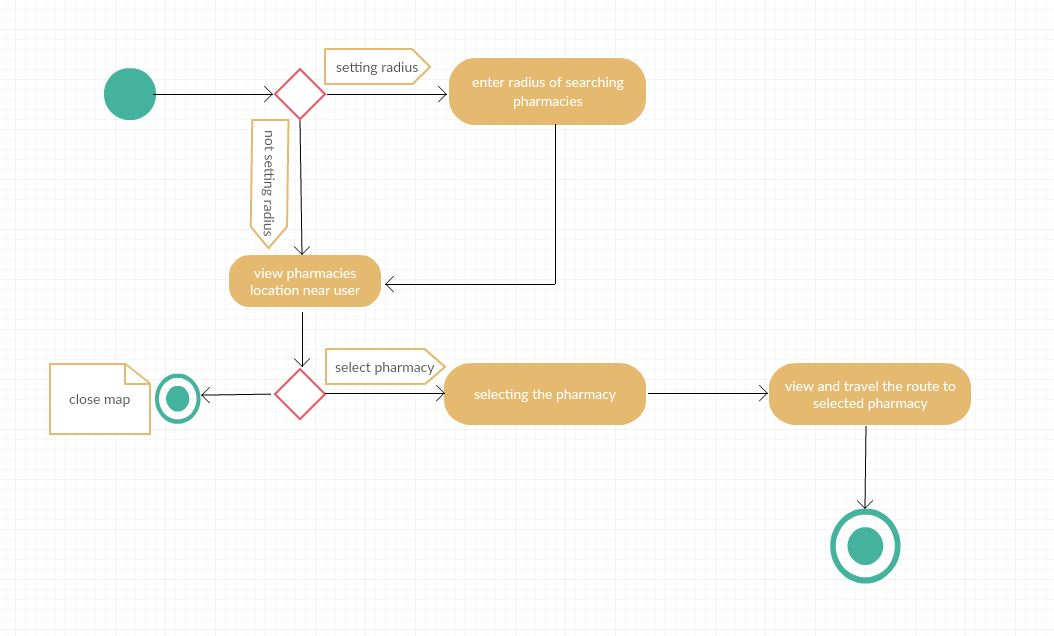 setting radius
enter radius of searching
pharmacies
not setting radius
view pharmacies
location near user
select pharmacy
close map
selecting the pharmacy
view and travel the route to
selected pharmacy